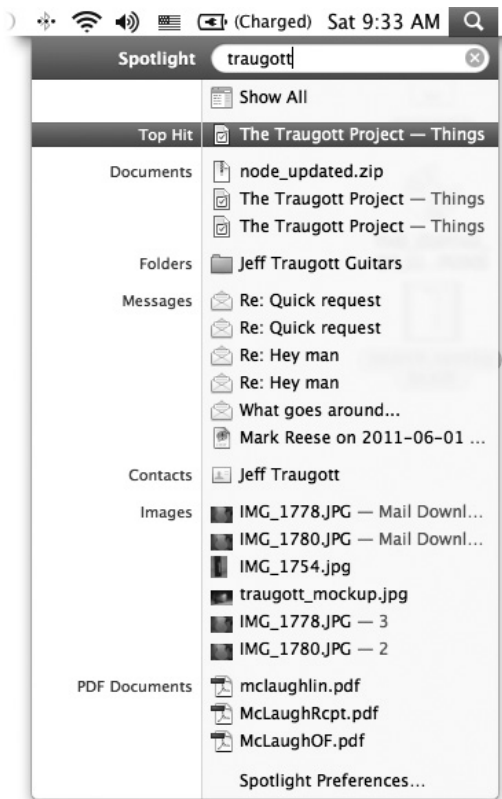 (Charged) Sat 9:33 AM
Spotlight traugott
Show All
Top Hit The Traugott Project — Things
Documents node_updated.zip
The Traugott Project — Things
The Traugott Project — Things
Folders Jeff Traugott Guitars
Messages Re: Quick request
Re: Quick request
Re: Hey man
Re: Hey man
What goes around...
Mark Reese on 2011-06-01 ...
Contacts Jeff Traugott
Images IMG_1778.JPG — Mail Downl...
IMG_1780.JPG — Mail Downl...
IMG_1754.jpg
traugott_mockup.jpg
IMG_1778.JPG — 3
IMG_1780.JPG — 2
PDF Documents mclaughlin.pdf
McLaughRcpt.pdf
McLaughOF.pdf
Spotlight Preferences...